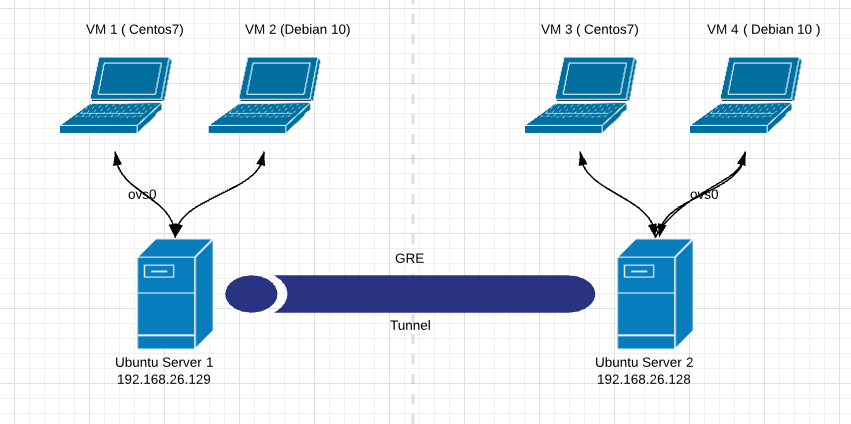 VM 1 ( Centos7)
VM 2 (Debian 10)
VM 3 ( Centos7)
VM 4 ( Debian 10 )
ovs0
ovs0
GRE
Tunnel
Ubuntu Server 1
192.168.26.129
Ubuntu Server 2
192.168.26.128